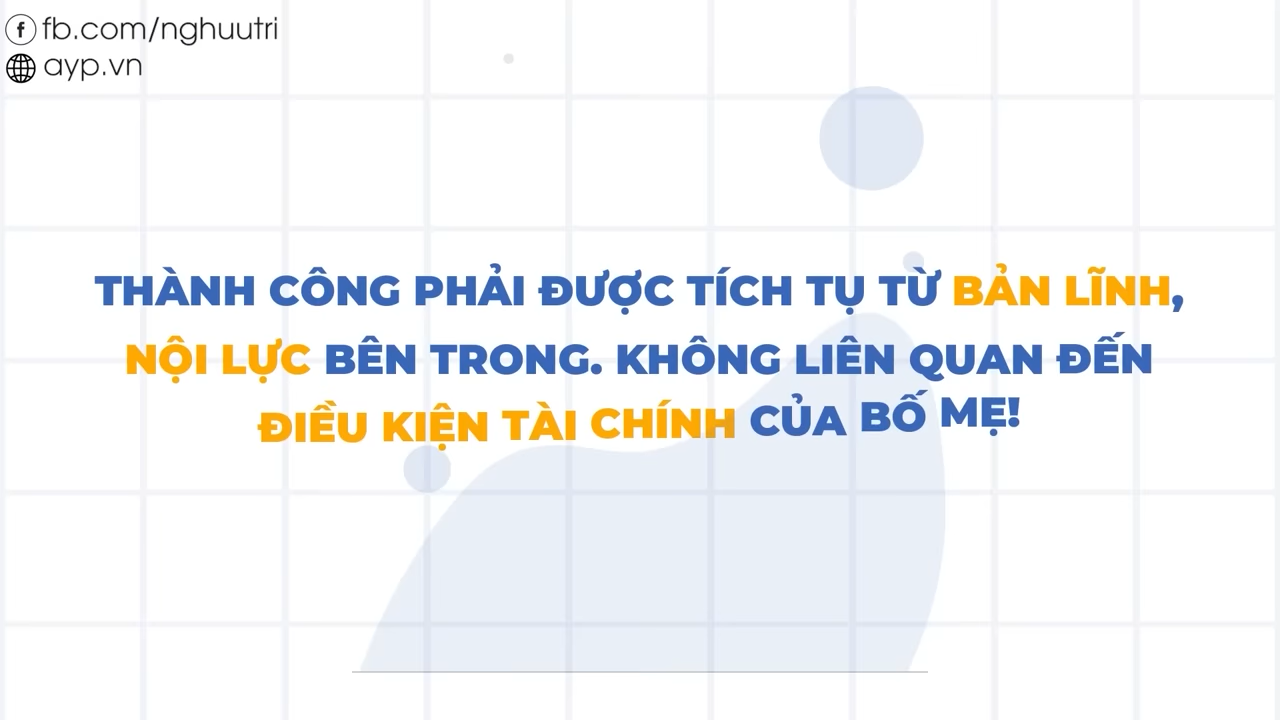 fb.com/nghuutri
ayp.vn
THÀNH CÔNG PHẢI ĐƯỢC TÍCH TỤ TỪ BẢN LĨNH,
NỘI LỰC BÊN TRONG. KHÔNG LIÊN QUAN ĐẾN
ĐIỀU KIỆN TÀI CHÍNH CỦA BỐ MẸ!